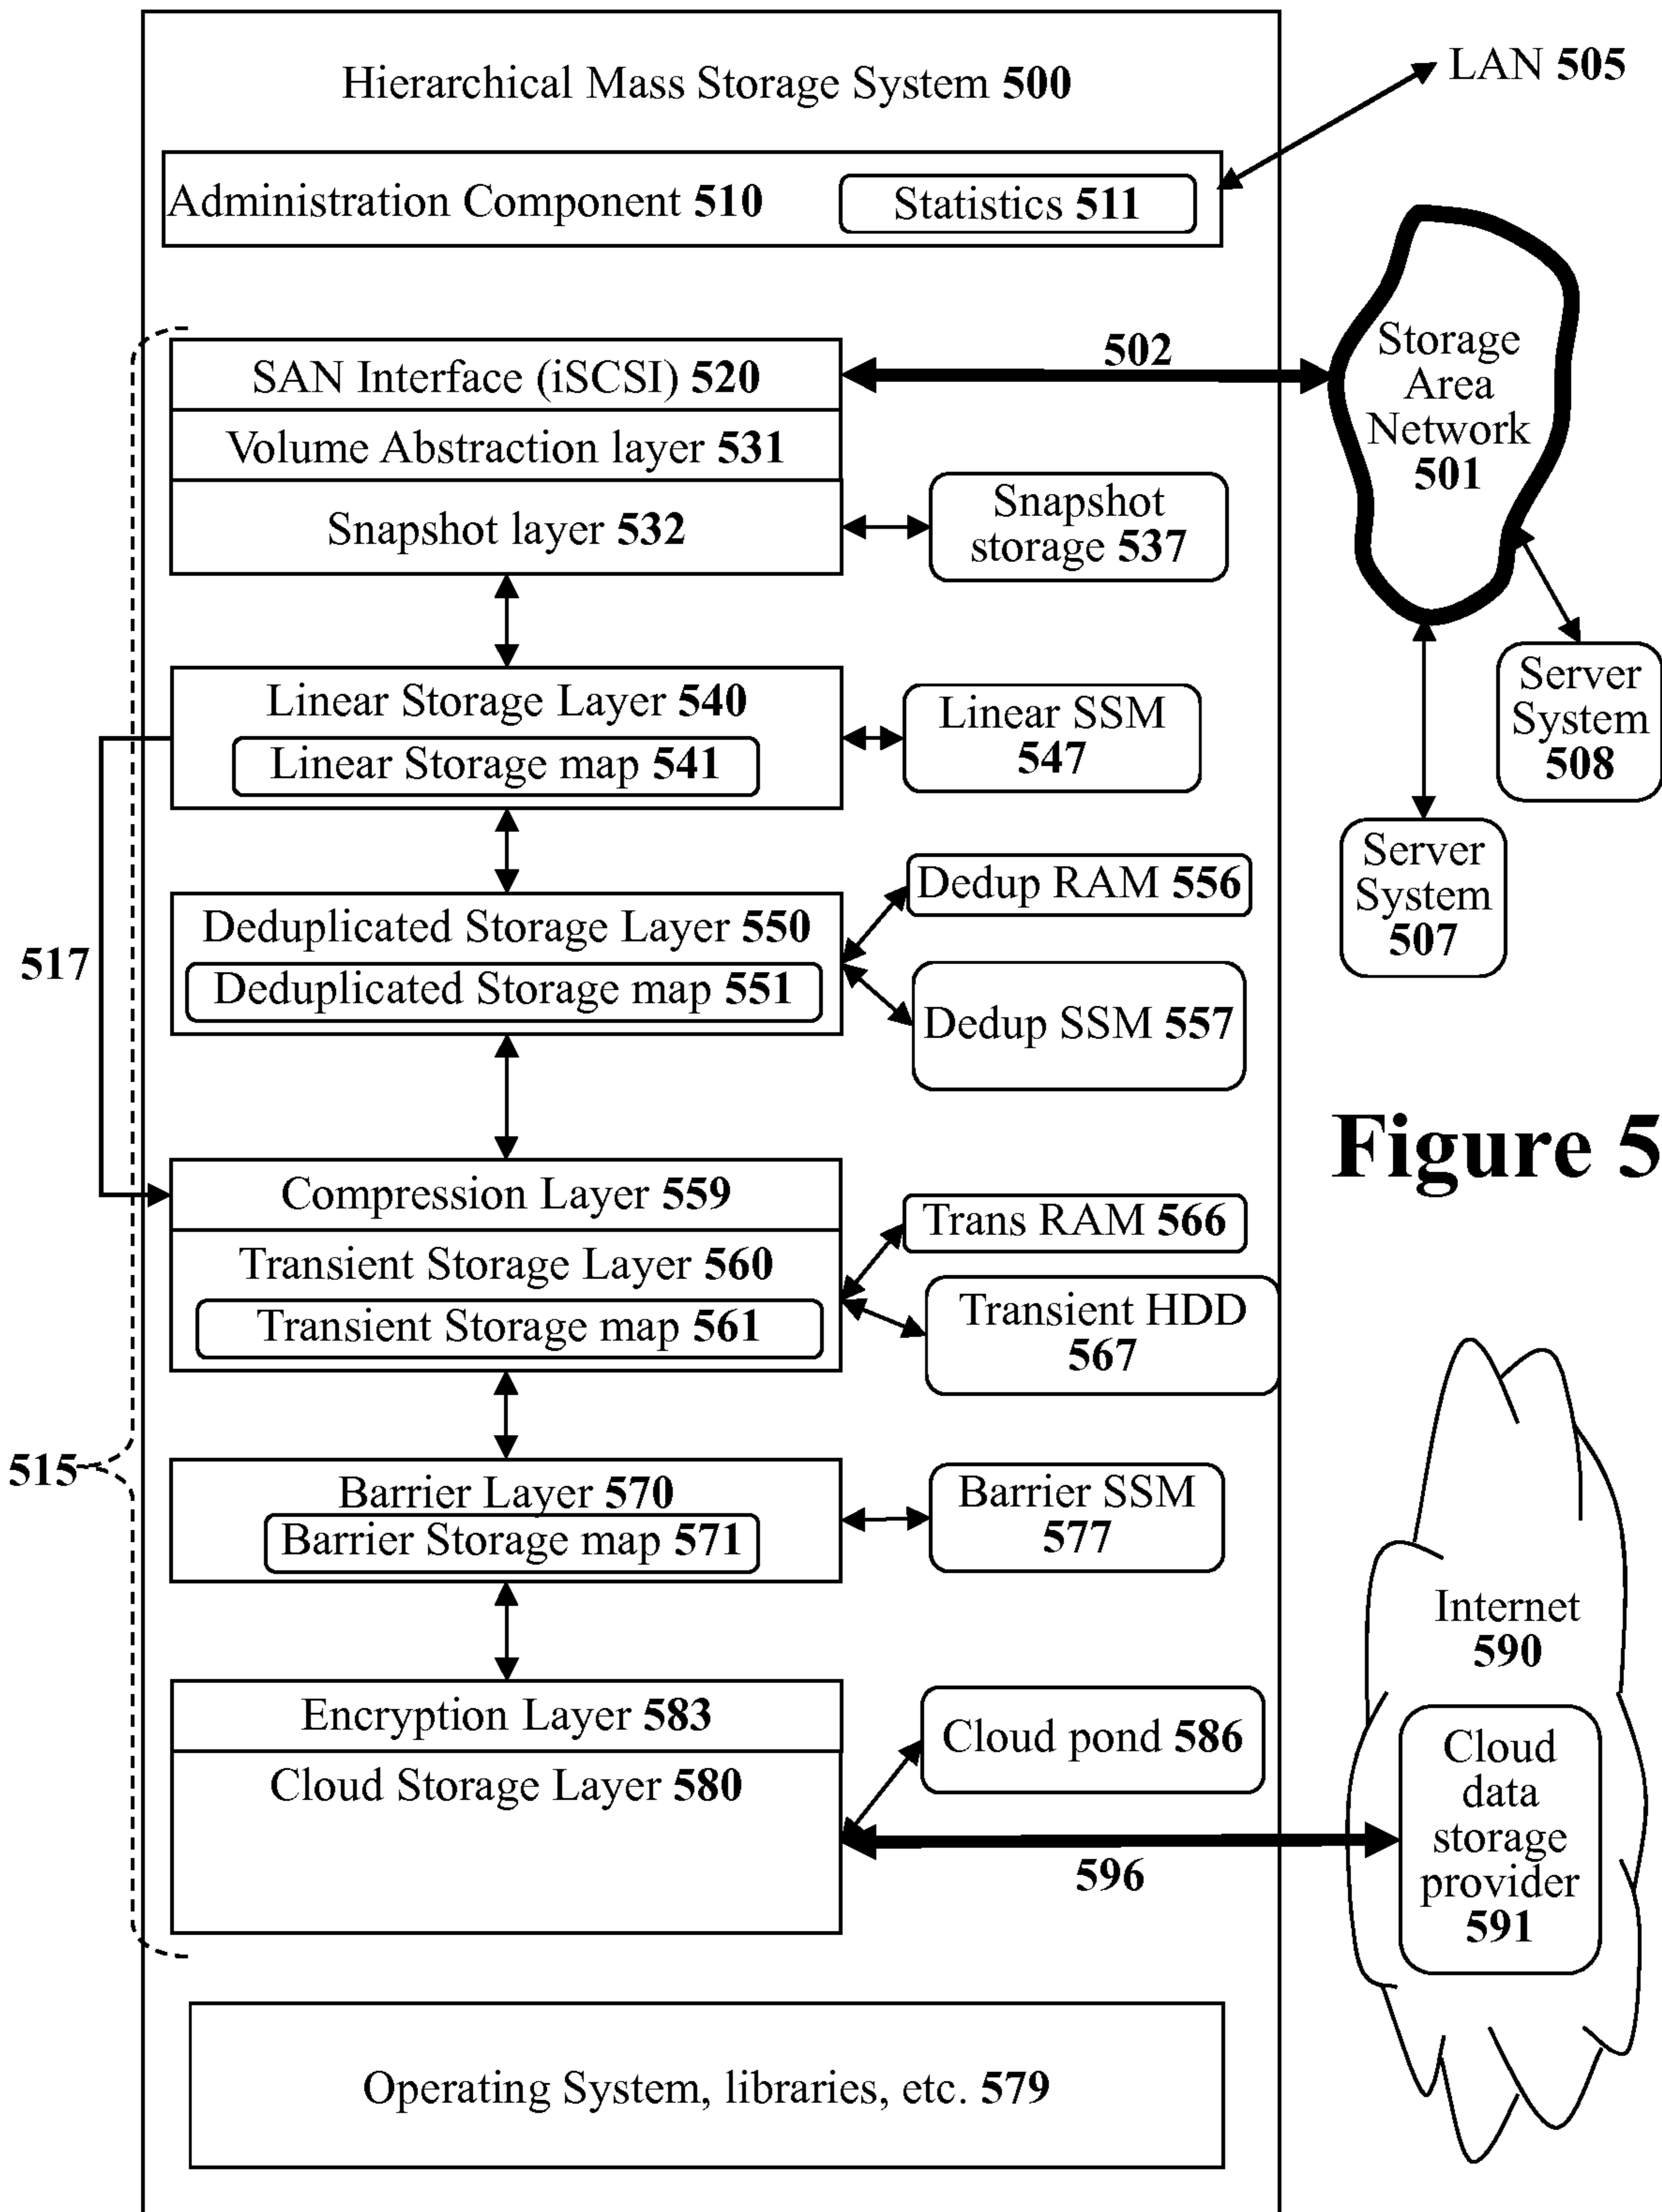 Hierarchical Mass Storage System 500
LAN 505
Administration Component 510
Statistics 511
SAN Interface (iSCSI) 520
502
Volume Abstraction layer 531
Snapshot layer 532
Snapshot
storage 537
Storage
Area
Network
501
Linear Storage Layer 540
Linear Storage map 541
Linear SSM
547
Server
System
508
Server
System
507
517
Deduplicated Storage Layer 550
Deduplicated Storage map 551
Dedup RAM 556
Dedup SSM 557
Figure 5
Compression Layer 559
Transient Storage Layer 560
Transient Storage map 561
Trans RAM 566
Transient HDD
567
515
Barrier Layer 570
Barrier Storage map 571
Barrier SSM
577
Encryption Layer 583
Cloud Storage Layer 580
Cloud pond 586
596
Internet
590
Cloud
data
storage
provider
591
Operating System, libraries, etc. 579